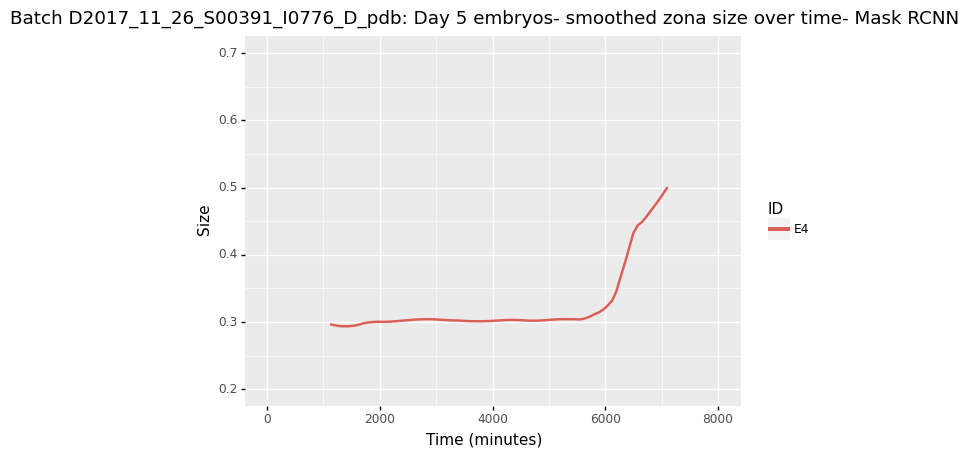 Batch D2017_11_26_S00391_I0776_D_pdb: Day 5 embryos- smoothed zona size over time- Mask RCNN
0.7
0.6
0.5
0.4
0.3
0.2
Size
0 2000 4000 6000 8000
Time (minutes)
ID
E4